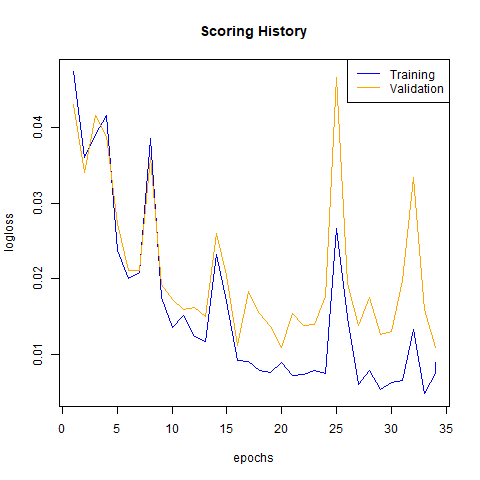 Scoring History
Training
Validation
logloss
0.04
0.03
0.02
0.01
0 5 10 15 20 25 30 35
epochs